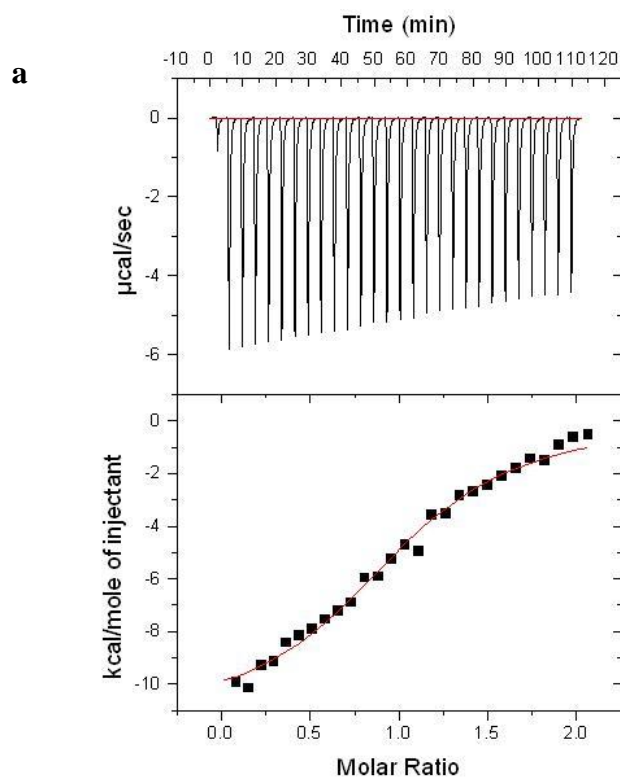 Time (min)
-10 0 10 20 30 40 50 60 70 80 90 100 110 120
a
0
-2
-4
-6
µcal/sec
0
-2
-4
-6
-8
-10
kcal/mole of injectant
0.0 0.5 1.0 1.5 2.0
Molar Ratio